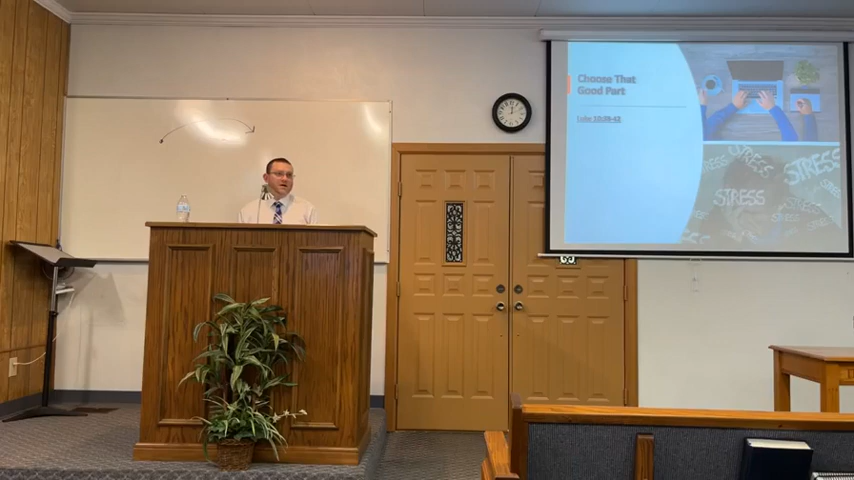 Choose That
Good Part
Luke 10:38-42
STRESS
STRESS
STRESS